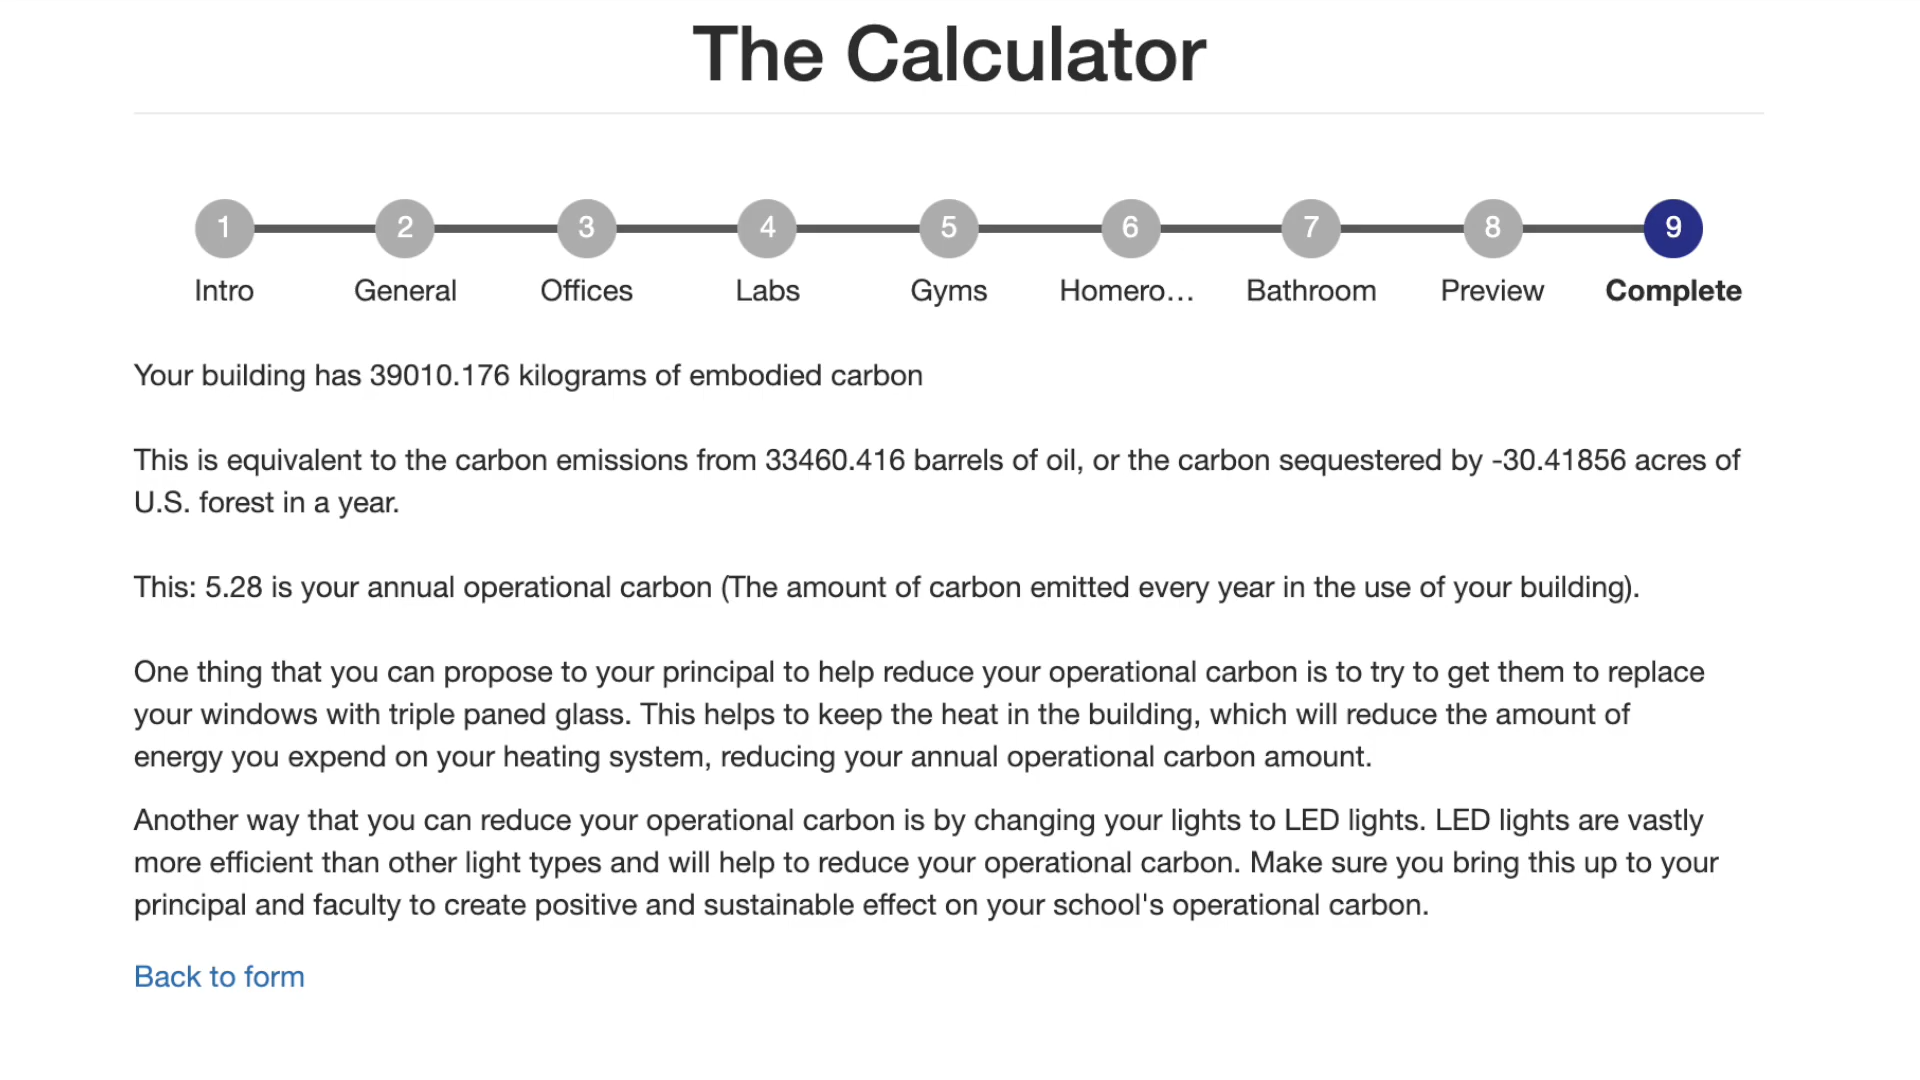 The Calculator
1 2 3 4 5 6 7 8 9
Intro General Offices Labs Gyms Homero... Bathroom Preview Complete
Your building has 39010.176 kilograms of embodied carbon
This is equivalent to the carbon emissions from 33460.416 barrels of oil, or the carbon sequestered by -30.41856 acres of
U.S. forest in a year.
This: 5.28 is your annual operational carbon (The amount of carbon emitted every year in the use of your building).
One thing that you can propose to your principal to help reduce your operational carbon is to try to get them to replace
your windows with triple paned glass. This helps to keep the heat in the building, which will reduce the amount of
energy you expend on your heating system, reducing your annual operational carbon amount.
Another way that you can reduce your operational carbon is by changing your lights to LED lights. LED lights are vastly
more efficient than other light types and will help to reduce your operational carbon. Make sure you bring this up to your
principal and faculty to create positive and sustainable effect on your school's operational carbon.
Back to form